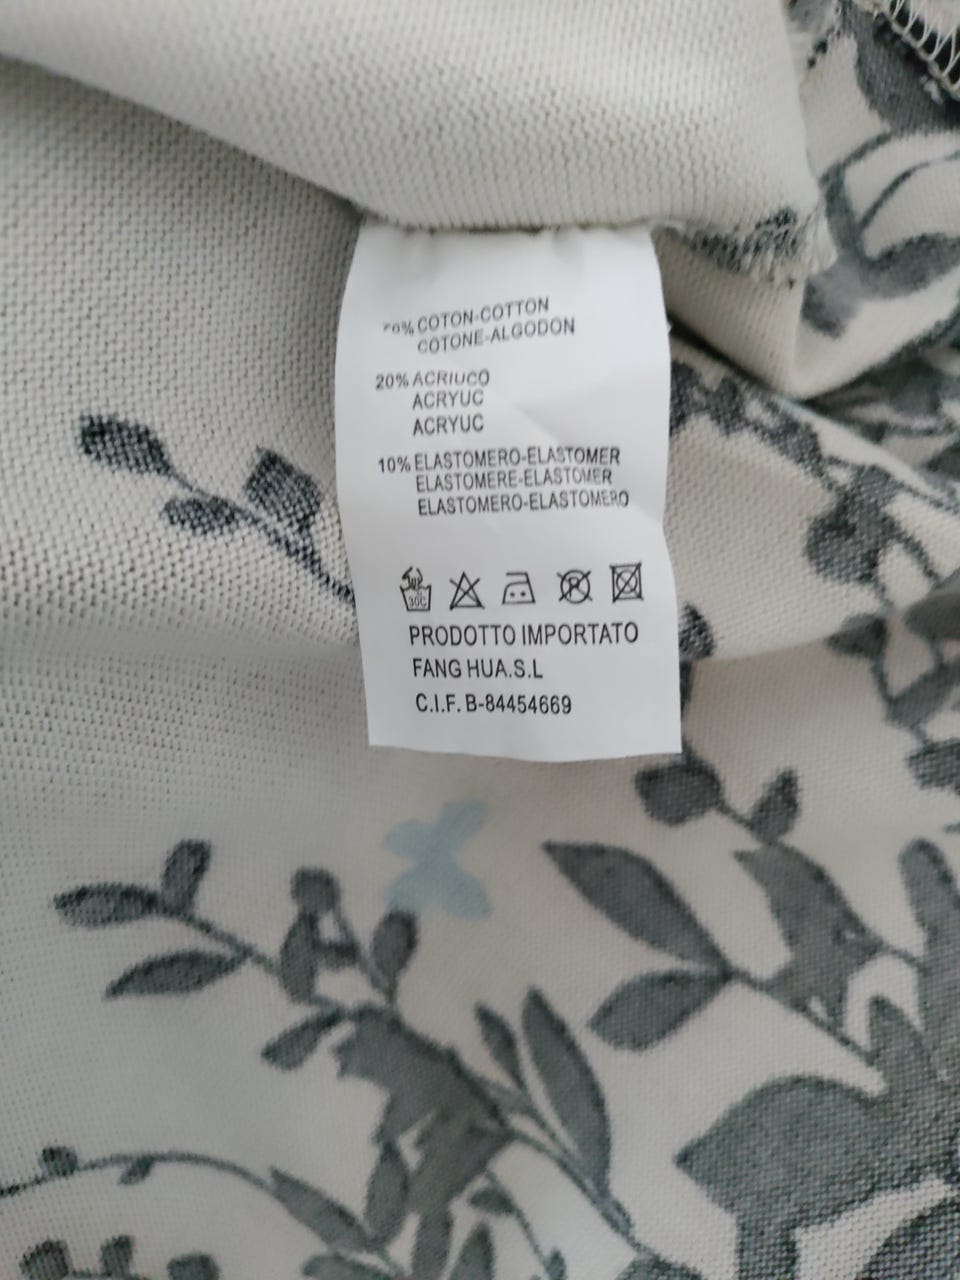 COTON-COTTON
COTONE-ALGODON
20% ACRIUCO
ACRYUC
ACRYUC
10% ELASTOMERO-ELASTOMER
ELASTOMERE-ELASTOMER
ELASTOMERO-ELASTOMERO
30C
PRODOTTO IMPORTATO
FANG HUA.S.L
C.I.F. B-84454669